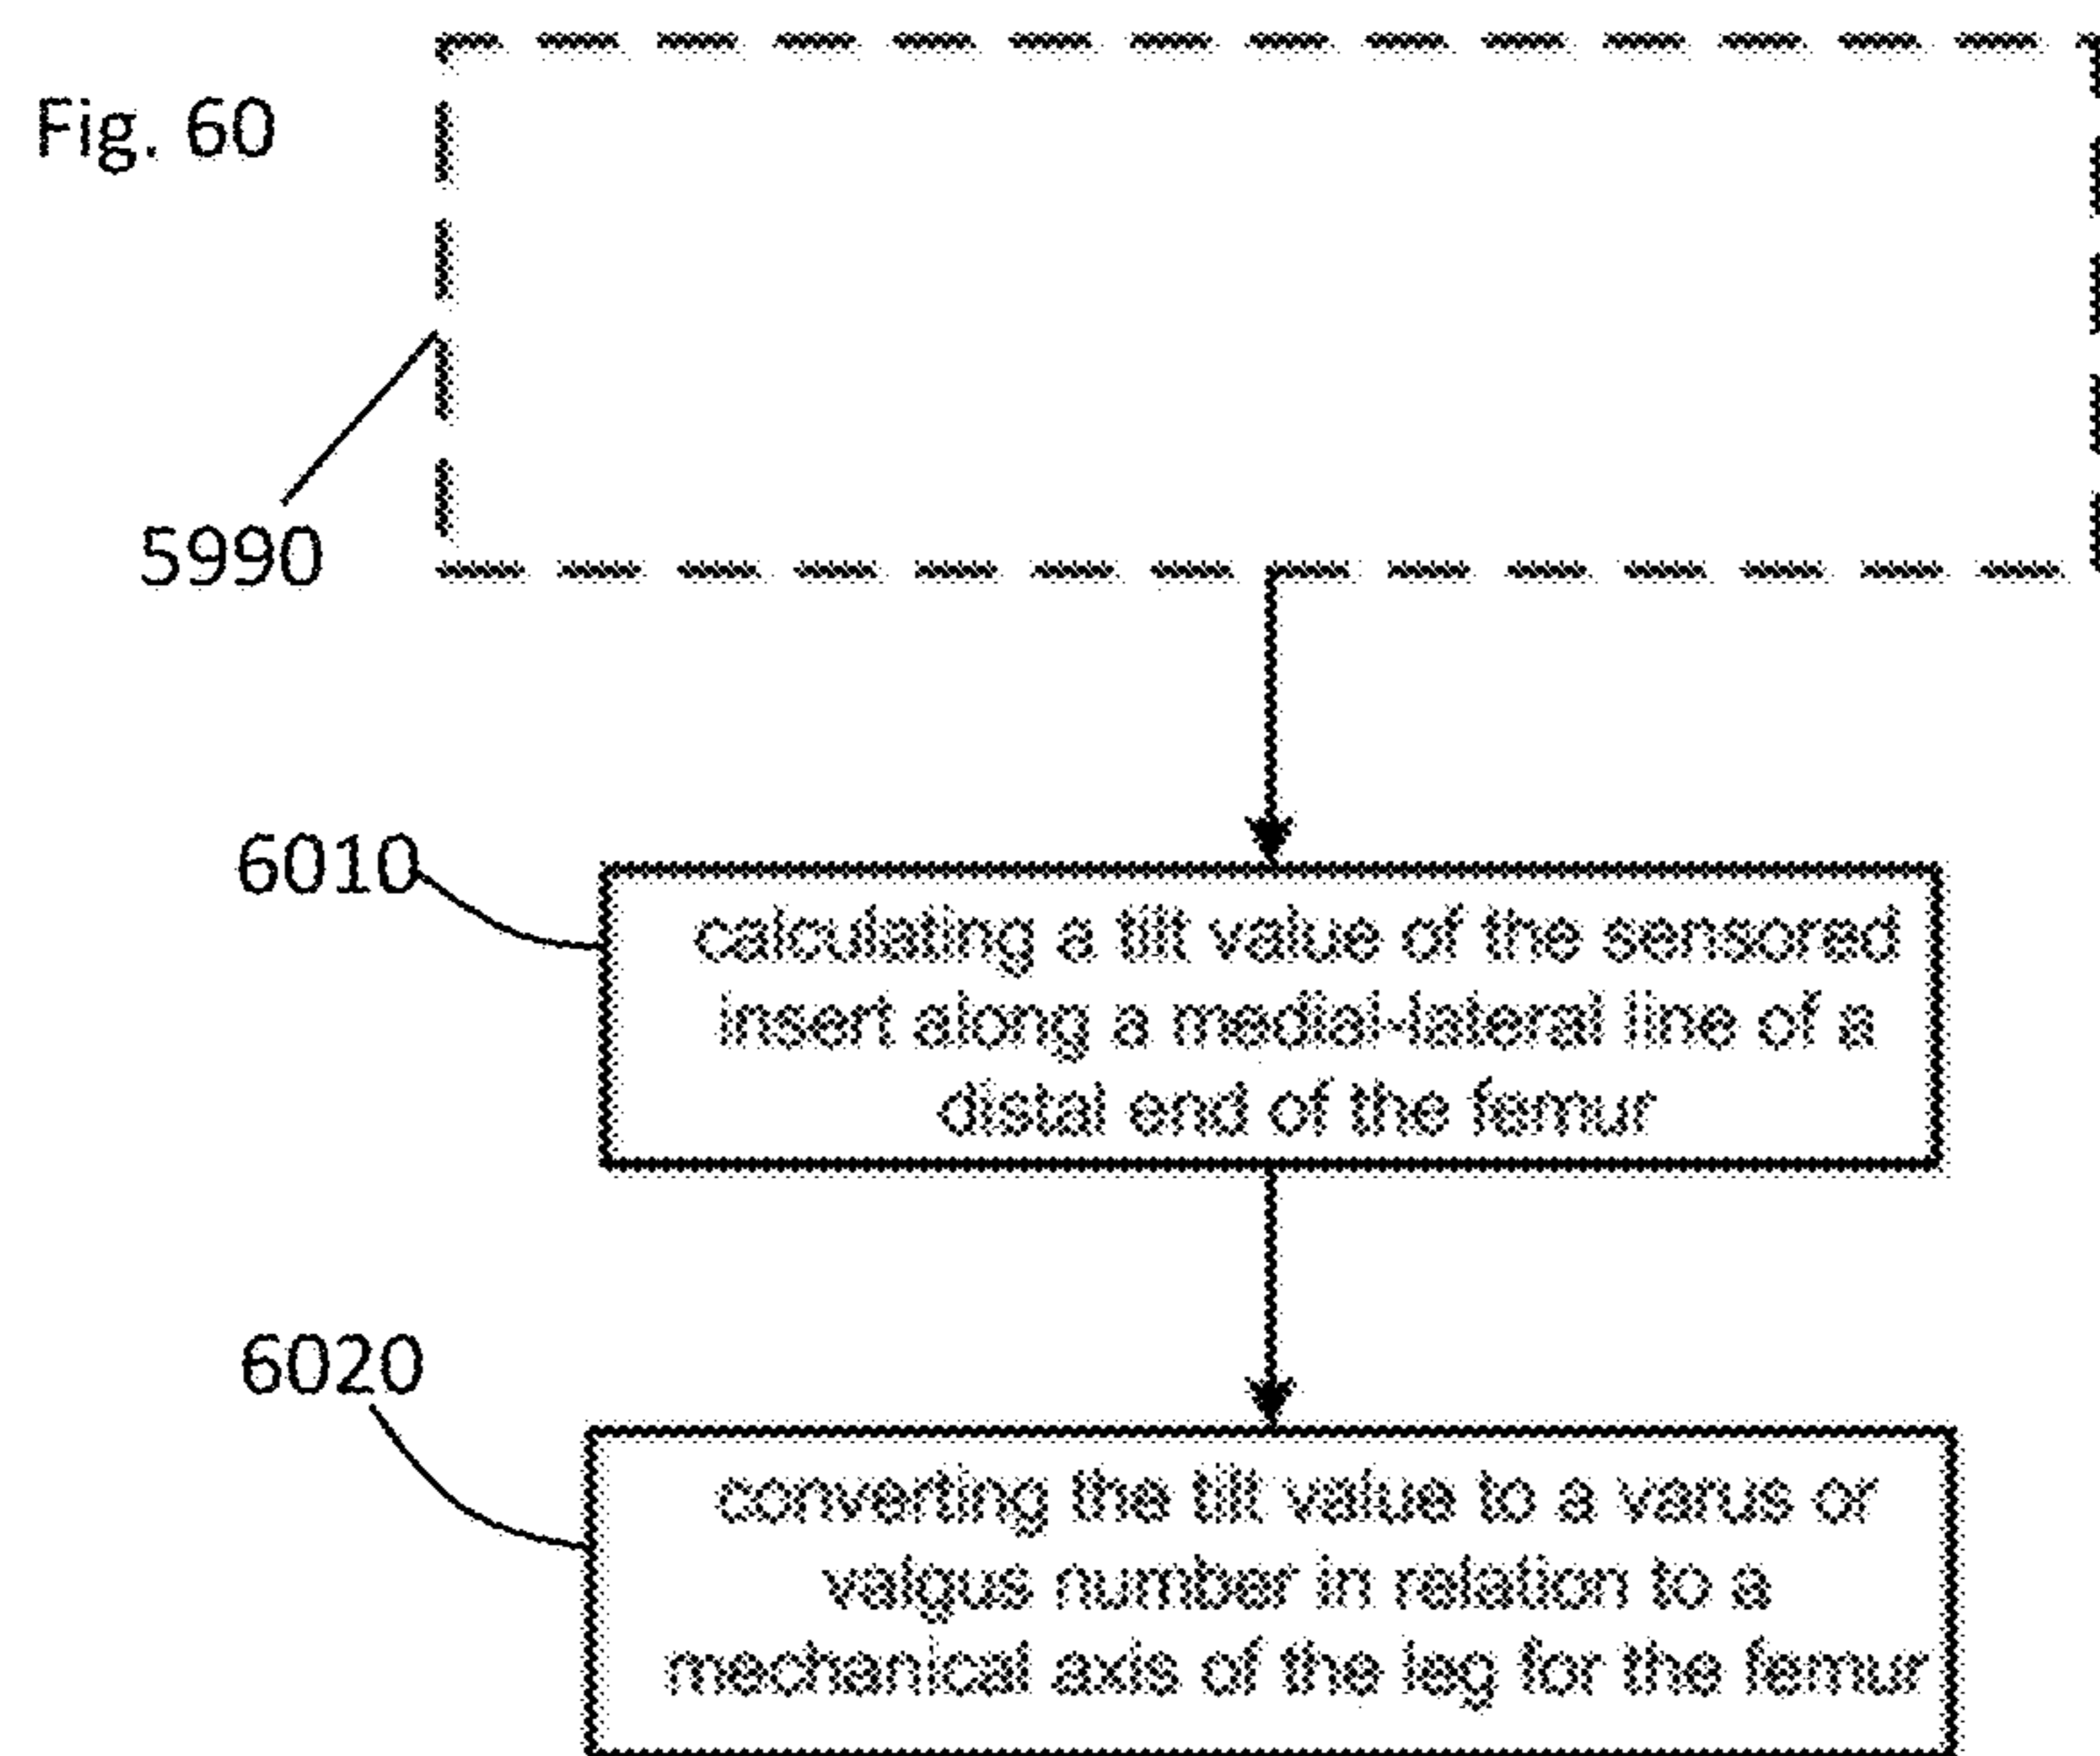 Fig. 60
5990
6010
calculating a tilt value of the sensored
insert along a medial-lateral line of a
distal end of the femur
6020
converting the tilt value to a varus or
valgus number in relation to a
mechanical axis of the leg for the femur